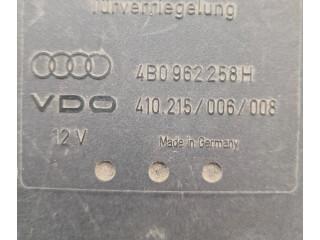 Türverriegelung
4B0 962 258 H
VDO 410.215/006/008
12 V Made in Germany